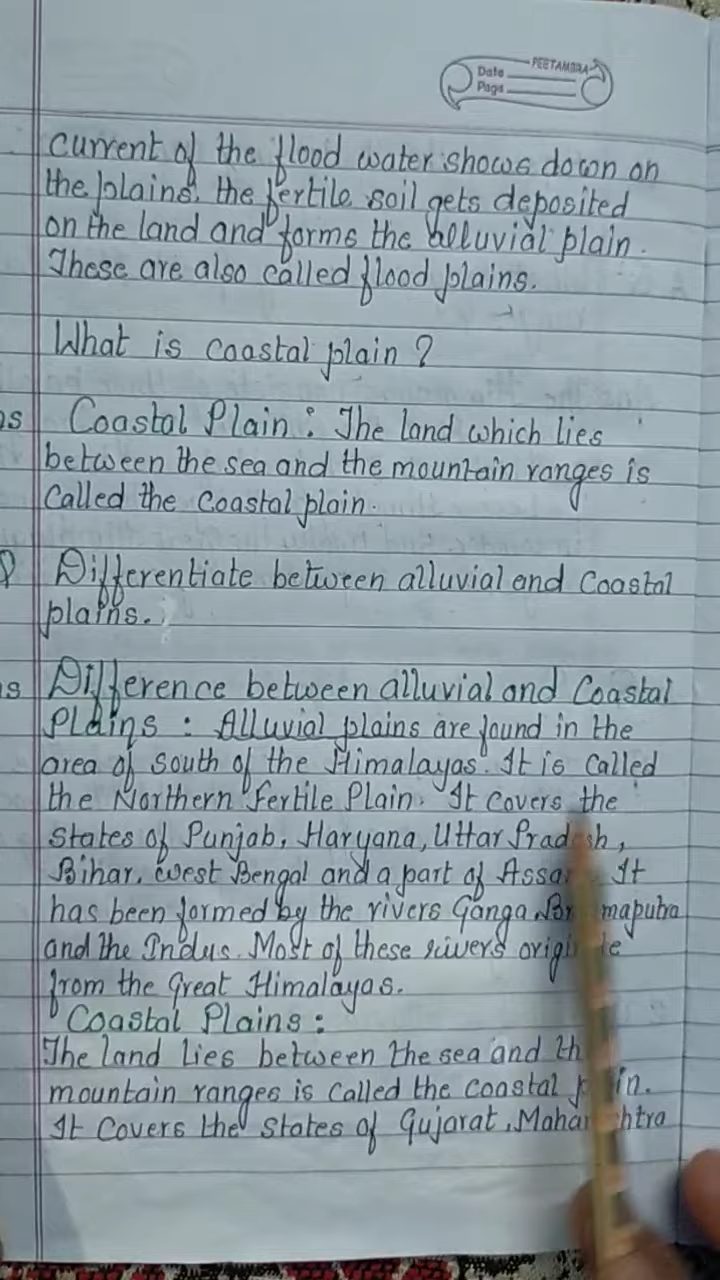 PEETAMBRA
Date
Page
current of the flood water shows down on
the plains, the fertile soil gets deposited
on the land and forms the alluvial plain.
These are also called flood plains.
What is coastal plain ?
Coastal Plain : The land which lies
between the sea and the mountain ranges is
Called the Coastal plain.
Differentiate between alluvial and Coastal
plains.
Difference between alluvial and Coastal
Plains : Alluvial plains are found in the
area of South of the Himalayas. It is Called
the Northern Fertile Plain. It Covers the
States of Punjab, Haryana, Uttar Pradesh,
Bihar, West Bengal and a part of It
has been formed by the rivers Ganga
and the Indus. Most of these rivers
from the Great Himalayas.
Coastal Plains :
The land lies between the sea and
mountain ranges is Called the Coastal
It Covers the States of Gujarat,